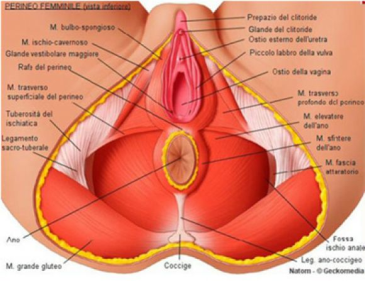 PERINEO FEMMINILE (vista inferiore)
M. bulbo-spongioso
M. ischio-cavernoso
Ghiandle vestibolare maggiore
Rafe del perineo
M. trasverso
superficiale del perineo
Tuberosità del
ischiatica
Legamento
sacro-tuberale
Ano
M. grande gluteo
Coccige
Prepuzio del clitoride
Glande del clitoride
Ostio esterno dell'uretra
Piccolo labbro della vulva
Ostio della vagina
M. trasverso
profondo del perineo
M. elevatore
dell'ano
M. sfintere
dell'ano
M. fascia
otturatorio
Fossa
ischio anale
Leg. ano-coccigeo
Natom - © Geckomedia